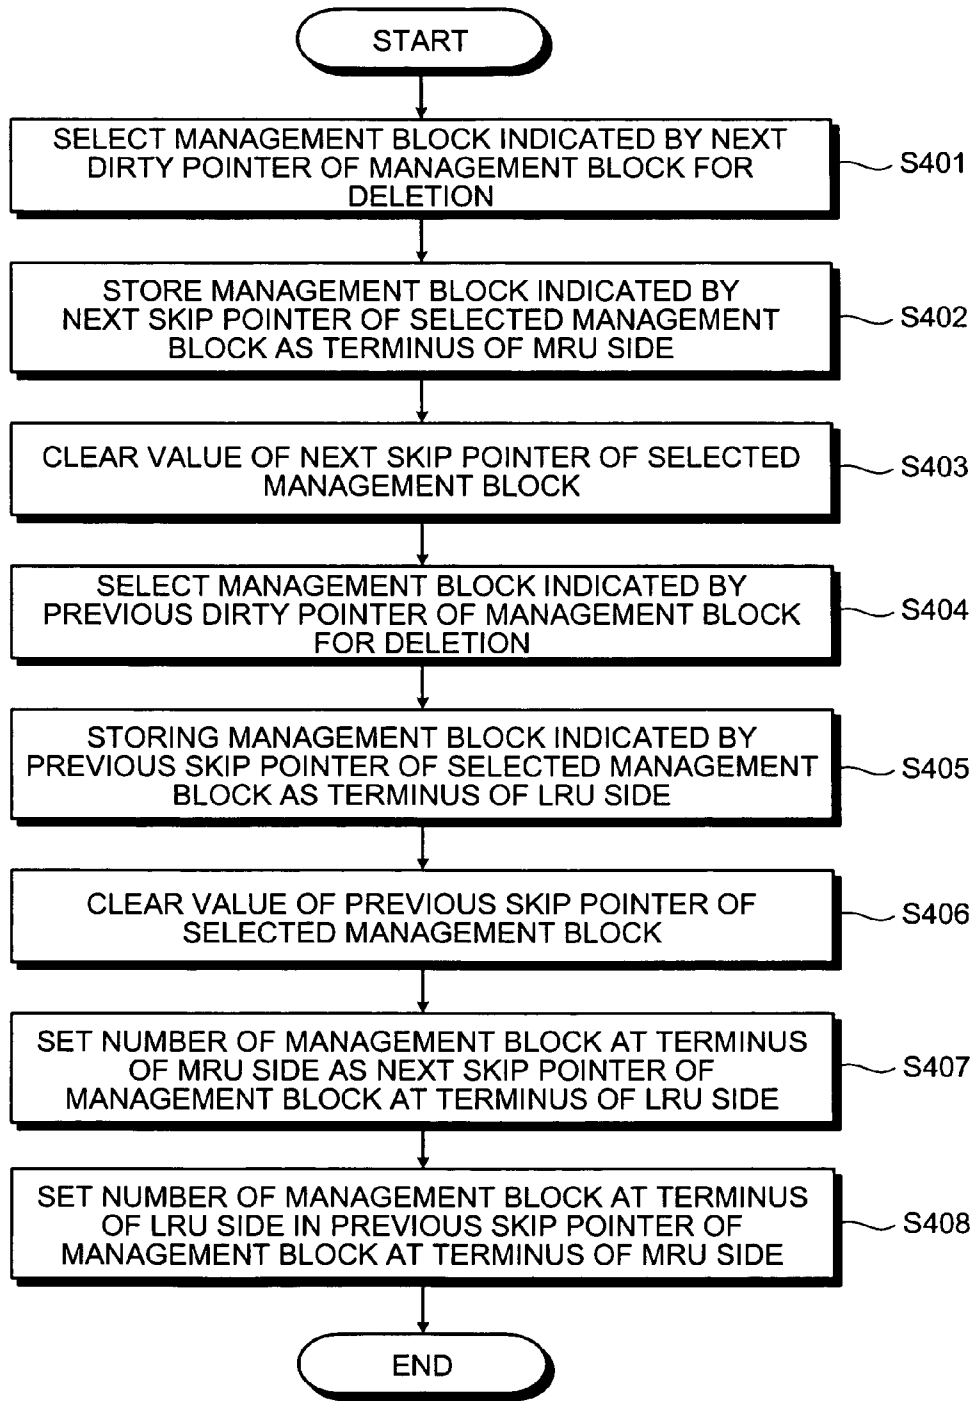 START
SELECT MANAGEMENT BLOCK INDICATED BY NEXT
DIRTY POINTER OF MANAGEMENT BLOCK FOR
DELETION
S401
STORE MANAGEMENT BLOCK INDICATED BY
NEXT SKIP POINTER OF SELECTED MANAGEMENT
BLOCK AS TERMINUS OF MRU SIDE
S402
CLEAR VALUE OF NEXT SKIP POINTER OF SELECTED
MANAGEMENT BLOCK
S403
SELECT MANAGEMENT BLOCK INDICATED BY
PREVIOUS DIRTY POINTER OF MANAGEMENT BLOCK
FOR DELETION
S404
STORING MANAGEMENT BLOCK INDICATED BY
PREVIOUS SKIP POINTER OF SELECTED MANAGEMENT
BLOCK AS TERMINUS OF LRU SIDE
S405
CLEAR VALUE OF PREVIOUS SKIP POINTER OF
SELECTED MANAGEMENT BLOCK
S406
SET NUMBER OF MANAGEMENT BLOCK AT TERMINUS
OF MRU SIDE AS NEXT SKIP POINTER OF
MANAGEMENT BLOCK AT TERMINUS OF LRU SIDE
S407
SET NUMBER OF MANAGEMENT BLOCK AT TERMINUS
OF LRU SIDE IN PREVIOUS SKIP POINTER OF
MANAGEMENT BLOCK AT TERMINUS OF MRU SIDE
S408
END